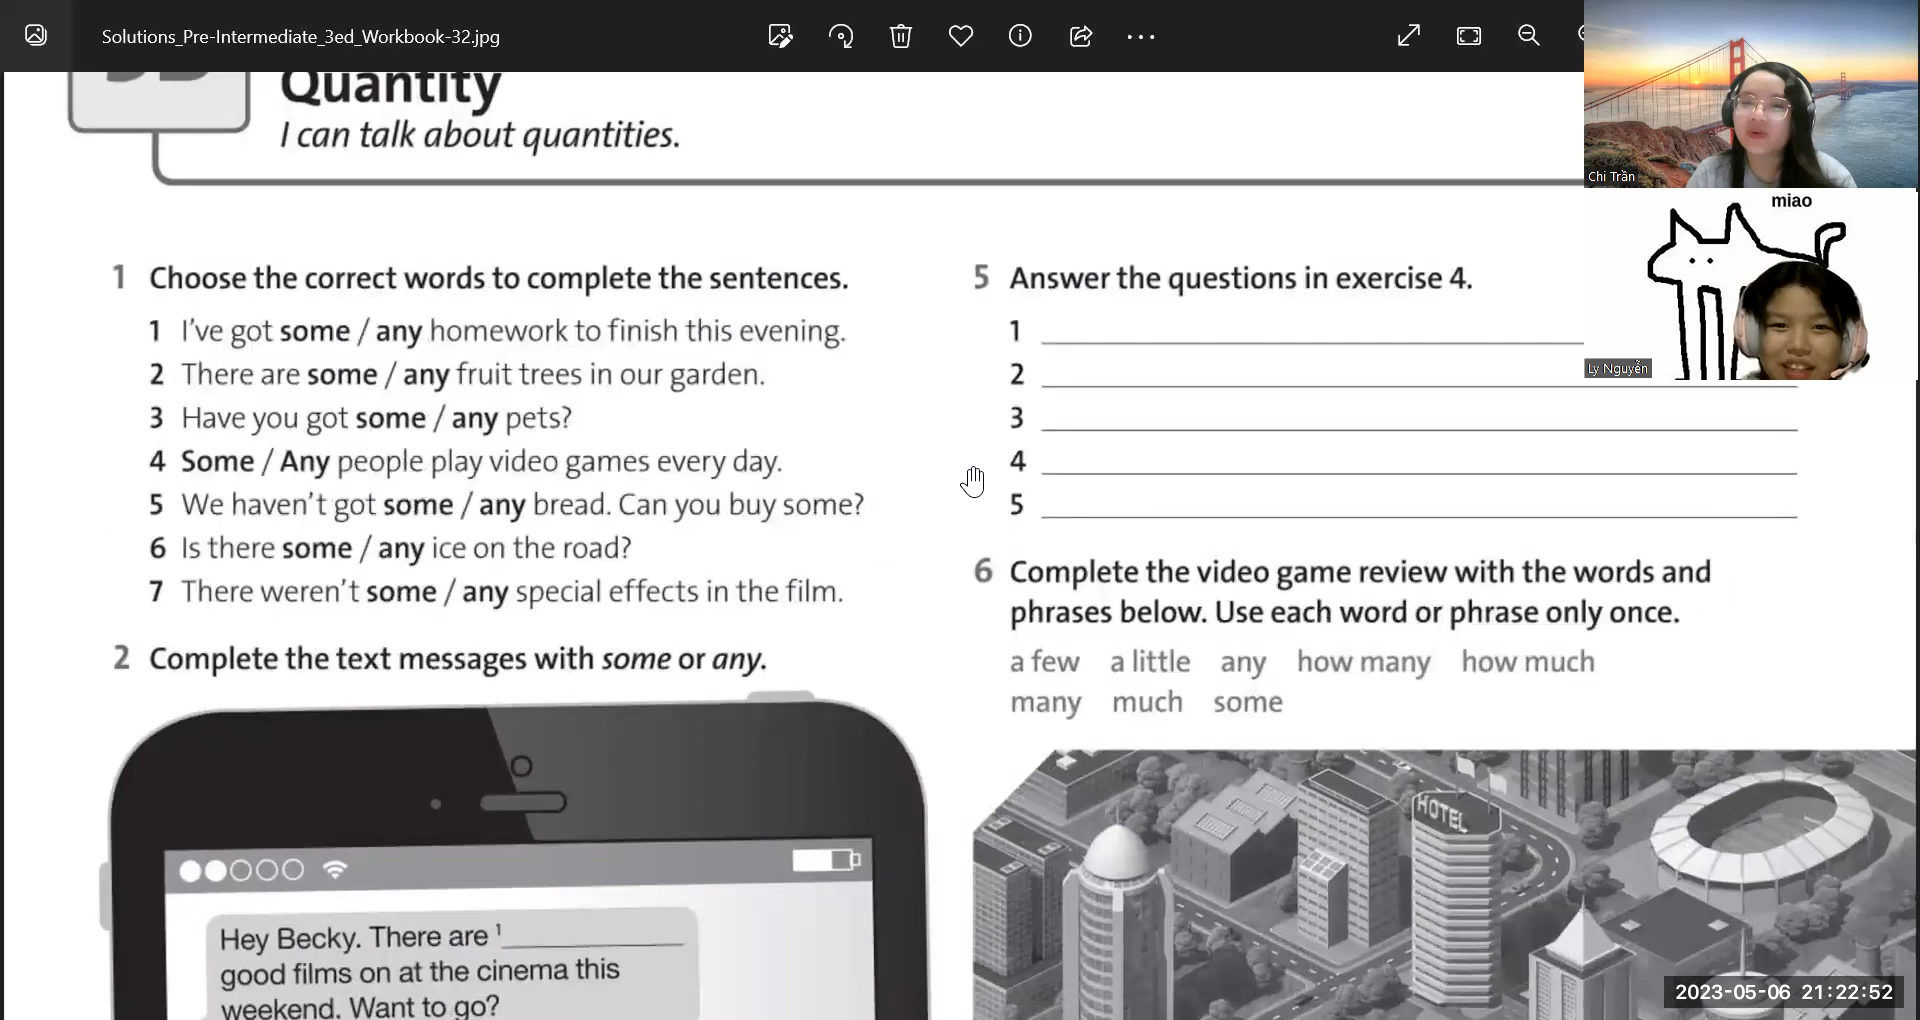 Solutions_Pre-Intermediate_3ed_Workbook-32.jpg
Quantity
I can talk about quantities.
1 Choose the correct words to complete the sentences.
1 I've got some / any homework to finish this evening.
2 There are some / any fruit trees in our garden.
3 Have you got some / any pets?
4 Some / Any people play video games every day.
5 We haven't got some / any bread. Can you buy some?
6 Is there some / any ice on the road?
7 There weren't some / any special effects in the film.
2 Complete the text messages with some or any.
Hey Becky. There are 1
good films on at the cinema this
weekend. Want to go?
5 Answer the questions in exercise 4.
1
2
3
4
5
6 Complete the video game review with the words and
phrases below. Use each word or phrase only once.
a few a little any how many how much
many much some
HOTEL
Chi Trần
miao
Ly Nguyễn
2023-05-06 21:22:52